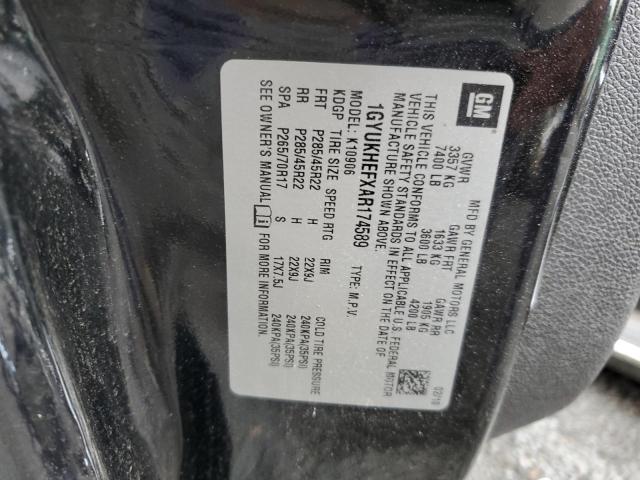 GM
MFD BY GENERAL MOTORS LLC
02/10
GVWR GAWR FRT GAWR RR
3357 KG 1633 KG 1905 KG
7400 LB 3600 LB 4200 LB
THIS VEHICLE CONFORMS TO ALL APPLICABLE U.S. FEDERAL MOTOR
VEHICLE SAFETY STANDARDS IN EFFECT ON THE DATE OF
MANUFACTURE SHOWN ABOVE.
1GYUKHEFXAR174589 TYPE: M.P.V.
MODEL: K10906
KDGP TIRE SIZE SPEED RTG RIM COLD TIRE PRESSURE
FRT P285/45R22 H 22X9J 240KPA(35PSI)
RR P285/45R22 H 22X9J 240KPA(35PSI)
SPA P265/70R17 S 17X7.5J 240KPA(35PSI)
SEE OWNER'S MANUAL FOR MORE INFORMATION.